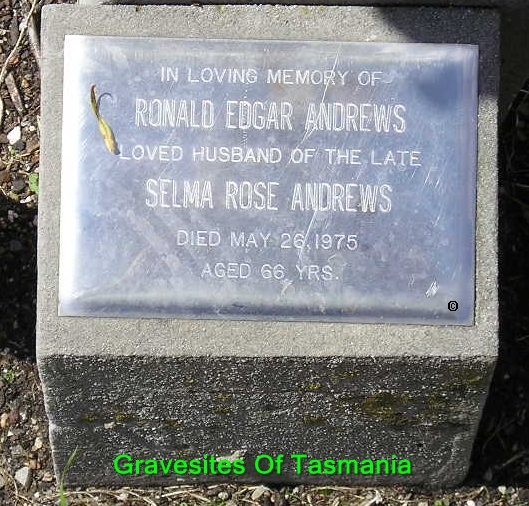 IN LOVING MEMORY OF
RONALD EDGAR ANDREWS
LOVED HUSBAND OF THE LATE
SELMA ROSE ANDREWS
DIED MAY 26,1975
AGED 66 YRS.
©
Gravesites Of Tasmania